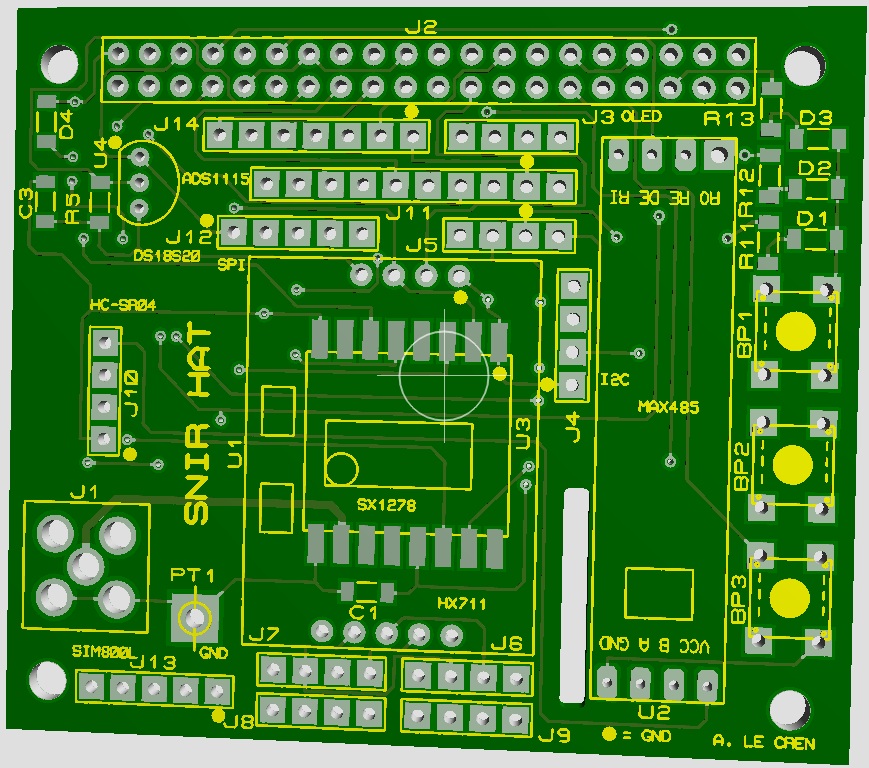 J2
J3
OLED
R13
D3
D4
J14
U4
RO RE DE RI
D2
R12
ADS1115
C3
R5
J11
D1
R11
J12
J5
DS18S20
SPI
HC-SR04
BP1
J10
I2C
MAX485
SNIR HAT
U1
U3
J4
BP2
J1
SX1278
PT1
C1
HX711
BP3
GND
SIM800L
J13
J7
J6
VCC B A GND
J8
J9
U2
= GND
A. LE CREN